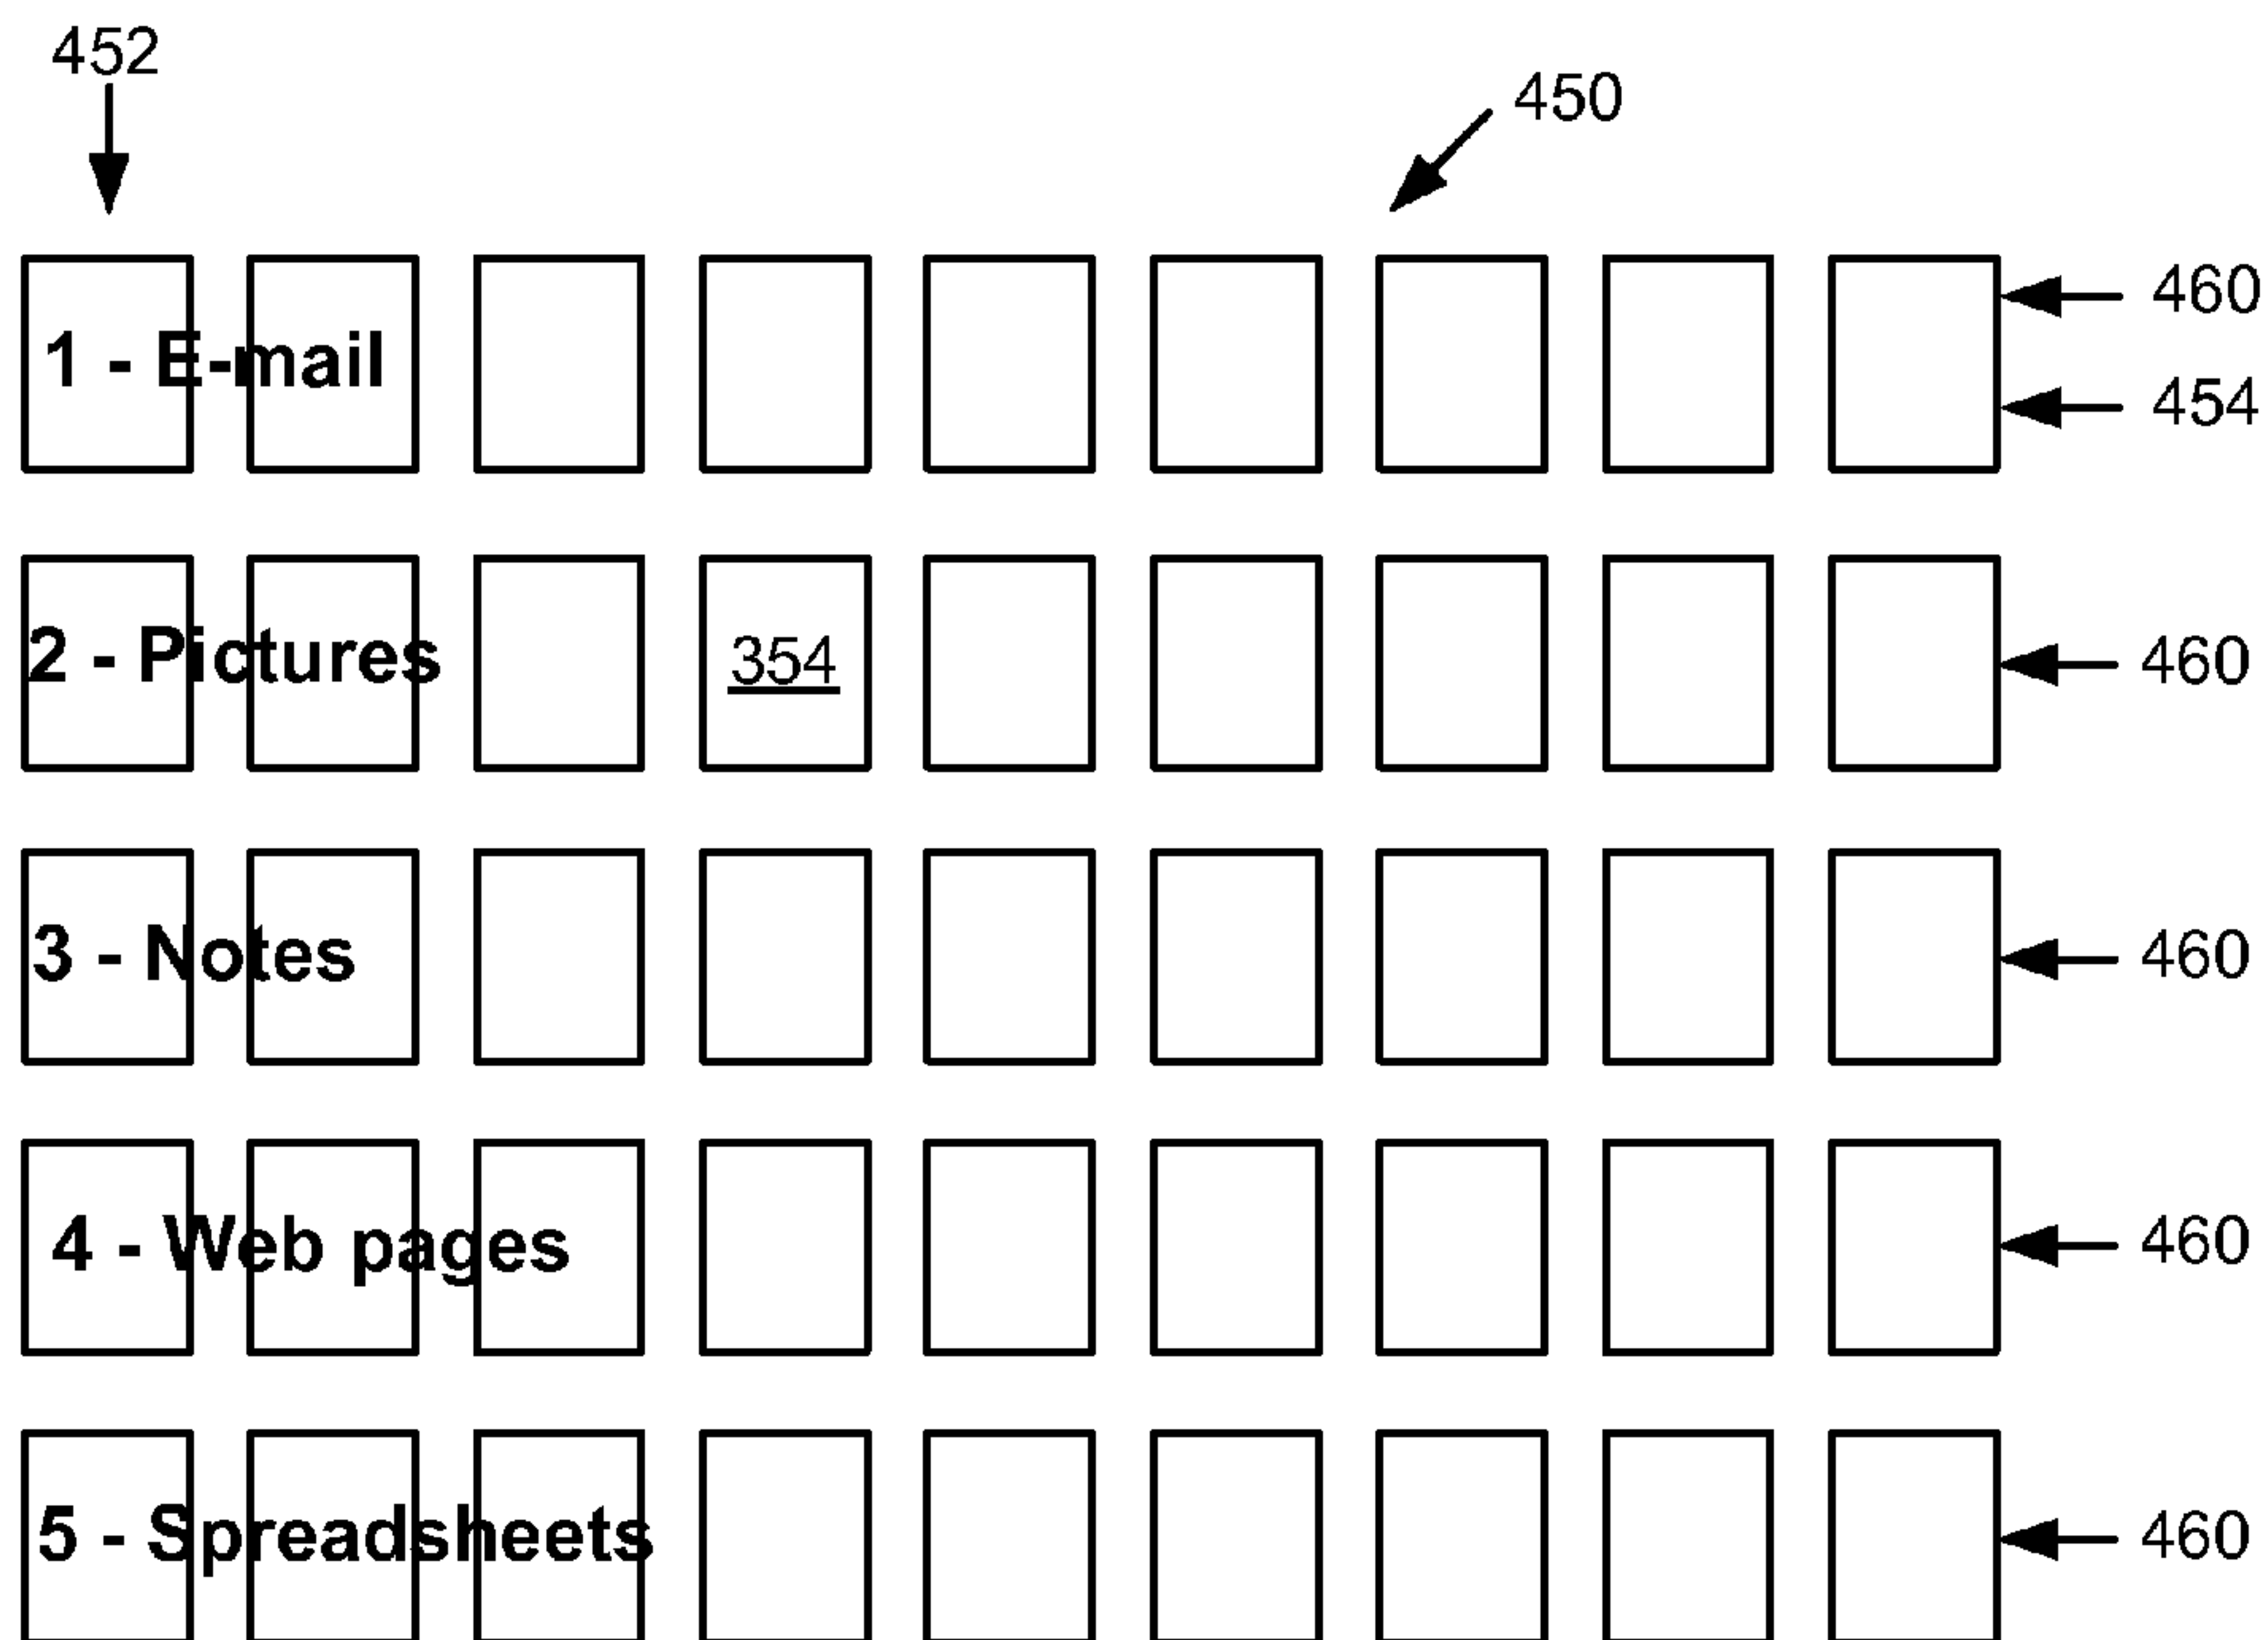 452
450
460
1 - E-mail
454
2 - Pictures 354 460
3 - Notes 460
4 - Web pages 460
5 - Spreadsheets 460